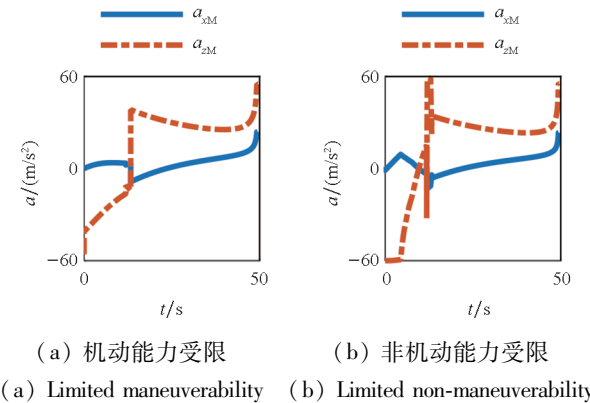 a_xM a_xM
a_zM a_zM
60 60
a/(m/s²) 0 a/(m/s²) 0
−60 −60
0 50 0 50
t/s t/s
(a) 机动能力受限 (b) 非机动能力受限
(a) Limited maneuverability (b) Limited non-maneuverability